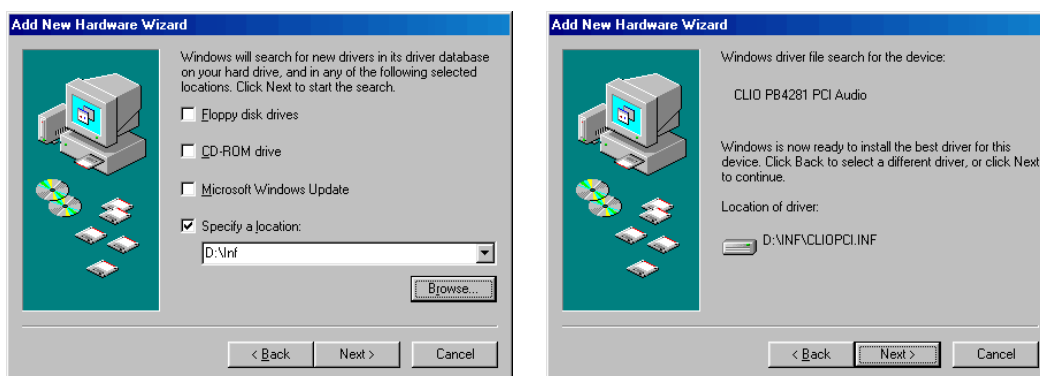 Add New Hardware Wizard
Windows will search for new drivers in its driver database
on your hard drive, and in any of the following selected
locations. Click Next to start the search.
Floppy disk drives
CD-ROM drive
Microsoft Windows Update
Specify a location:
D:\Inf
Browse...
< Back
Next >
Cancel
Add New Hardware Wizard
Windows driver file search for the device:
CLIO PB4281 PCI Audio
Windows is now ready to install the best driver for this
device. Click Back to select a different driver, or click Next
to continue.
Location of driver:
D:\INF\CLIOPCI.INF
< Back
Next >
Cancel